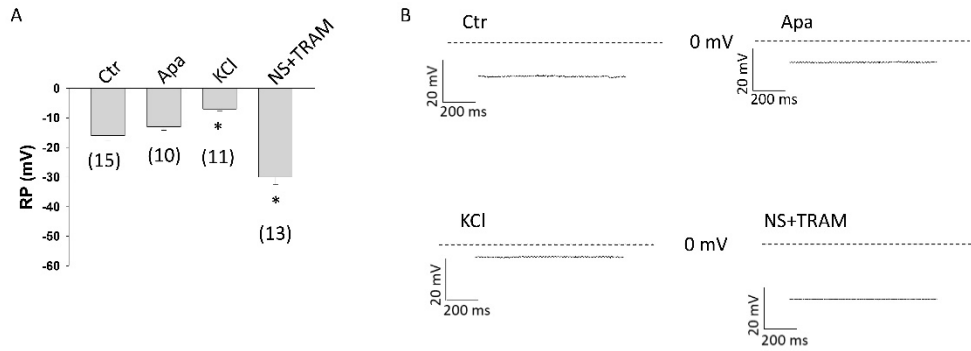 A
Ctr
Apa
KCl
NS+TRAM
0
-10
-20
-30
-40
-50
-60
RP (mV)
(15)
(10)
*
(11)
*
(13)
B
Ctr
20 mV
200 ms
0 mV
Apa
20 mV
200 ms
KCl
20 mV
200 ms
0 mV
NS+TRAM
20 mV
200 ms